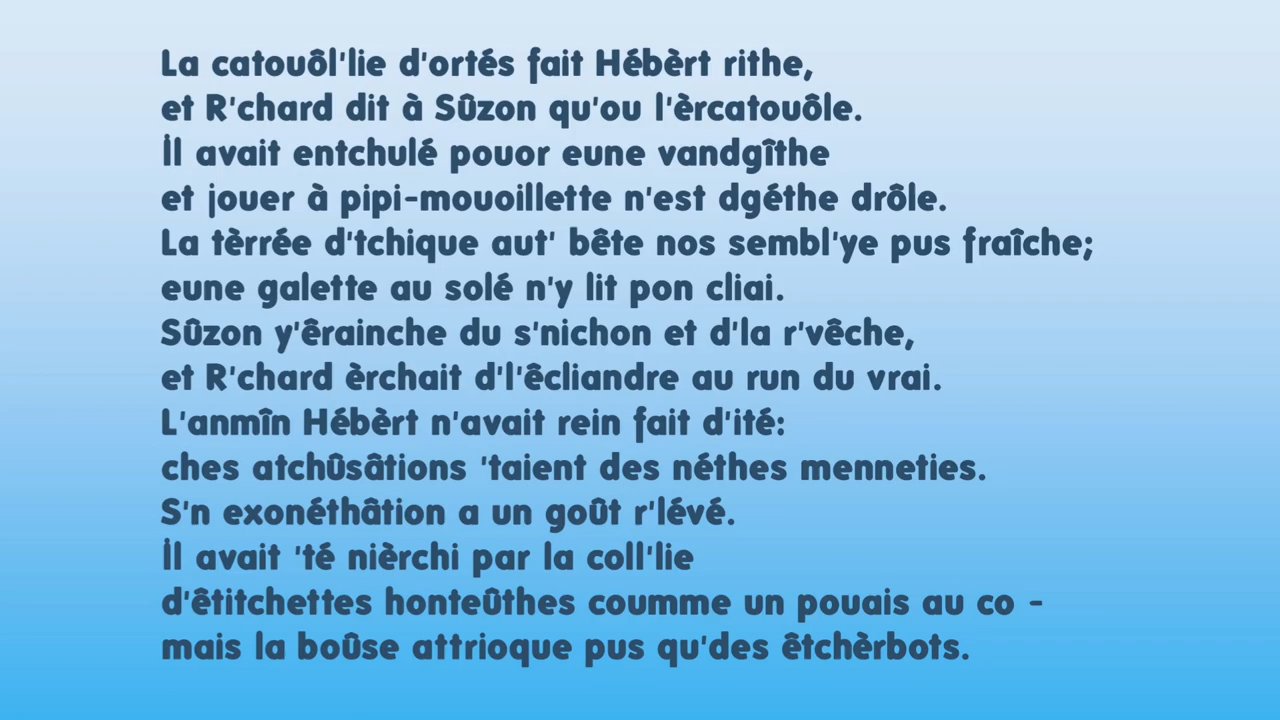 La catouôl'lie d'ortés fait Hébèrt rithe,
et R'chard dit à Sûzon qu'ou l'èrcatouôle.
Il avait entchulé pouor eune vandgîthe
et jouer à pipi-mouoillette n'est dgéthe drôle.
La tèrrée d'tchique aut' bête nos sembl'ye pus fraîche;
eune galette au solé n'y lit pon cliai.
Sûzon y'êrainche du s'nichon et d'la r'vêche,
et R'chard èrchait d'l'êcliandre au run du vrai.
L'anmîn Hébèrt n'avait rein fait d'ité:
ches atchûsâtions 'taient des néthes menneties.
S'n exonéthâtion a un goût r'lévé.
Il avait 'té nièrchi par la coll'lie
d'êtitchettes honteûthes coumme un pouais au co -
mais la boûse attrioque pus qu'des êtchèrbots.